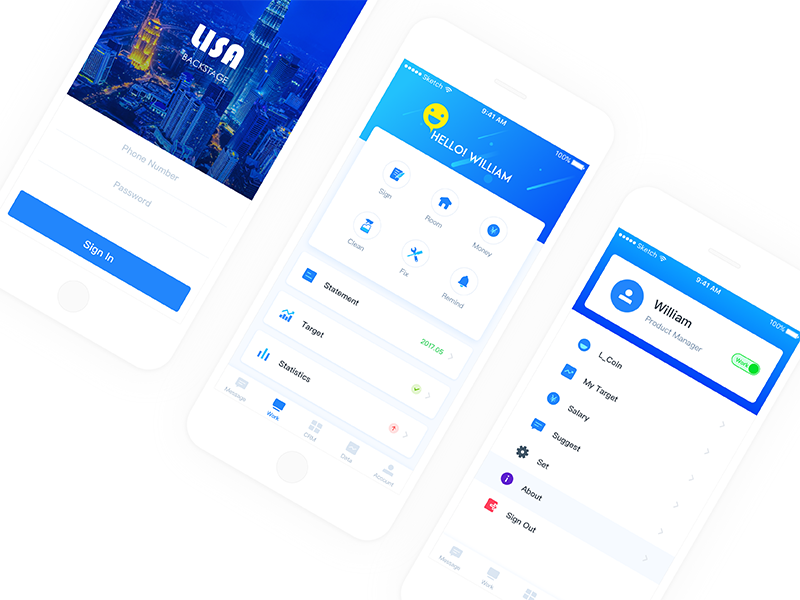 LISA
BACKSTAGE
Phone Number
Password
Sign In
Sketch
9:41 AM
100%
HELLO! WILLIAM
Sign
Room
Money
Clean
Fix
Remind
Statement
Target
2017.05
Statistics
Message
Work
CRM
Data
Account
Sketch
9:41 AM
100%
William
Product Manager
Work
L_Coin
My Target
Salary
Suggest
Set
About
Sign Out
Message
Work